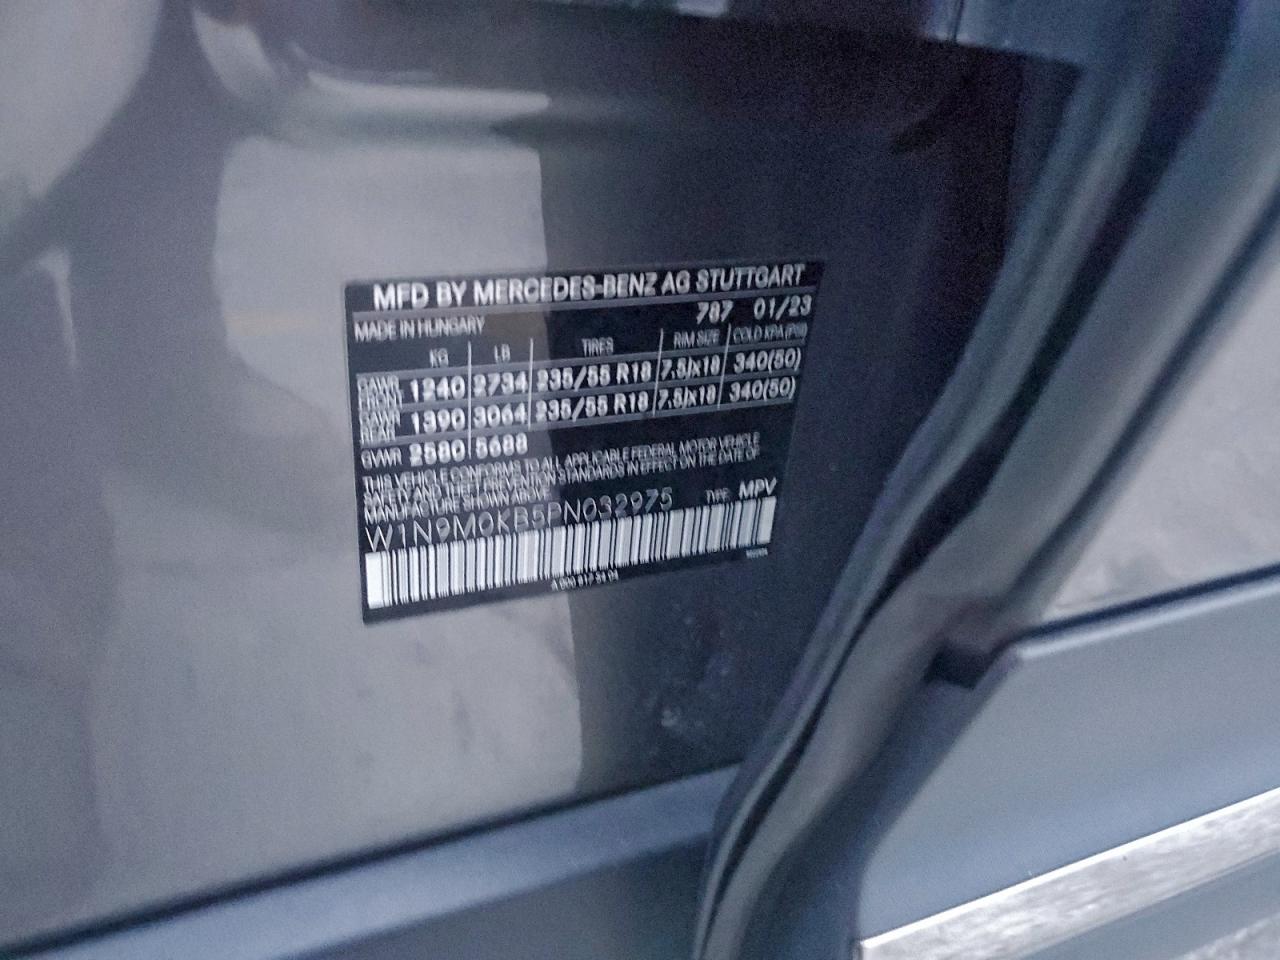 MFD BY MERCEDES-BENZ AG STUTTGART
787 01/23
MADE IN HUNGARY
KG LB TIRES RIM SIZE COLD KPA (PSI)
GAWR FRONT 1240 2734 235/55 R18 7.5Jx18 340(50)
GAWR REAR 1390 3064 235/55 R18 7.5Jx18 340(50)
GVWR 2580 5688
THIS VEHICLE CONFORMS TO ALL APPLICABLE FEDERAL MOTOR VEHICLE
SAFETY AND THEFT PREVENTION STANDARDS IN EFFECT ON THE DATE OF
MANUFACTURE SHOWN ABOVE
W1N9M0KB5PN032975 TYPE: MPV